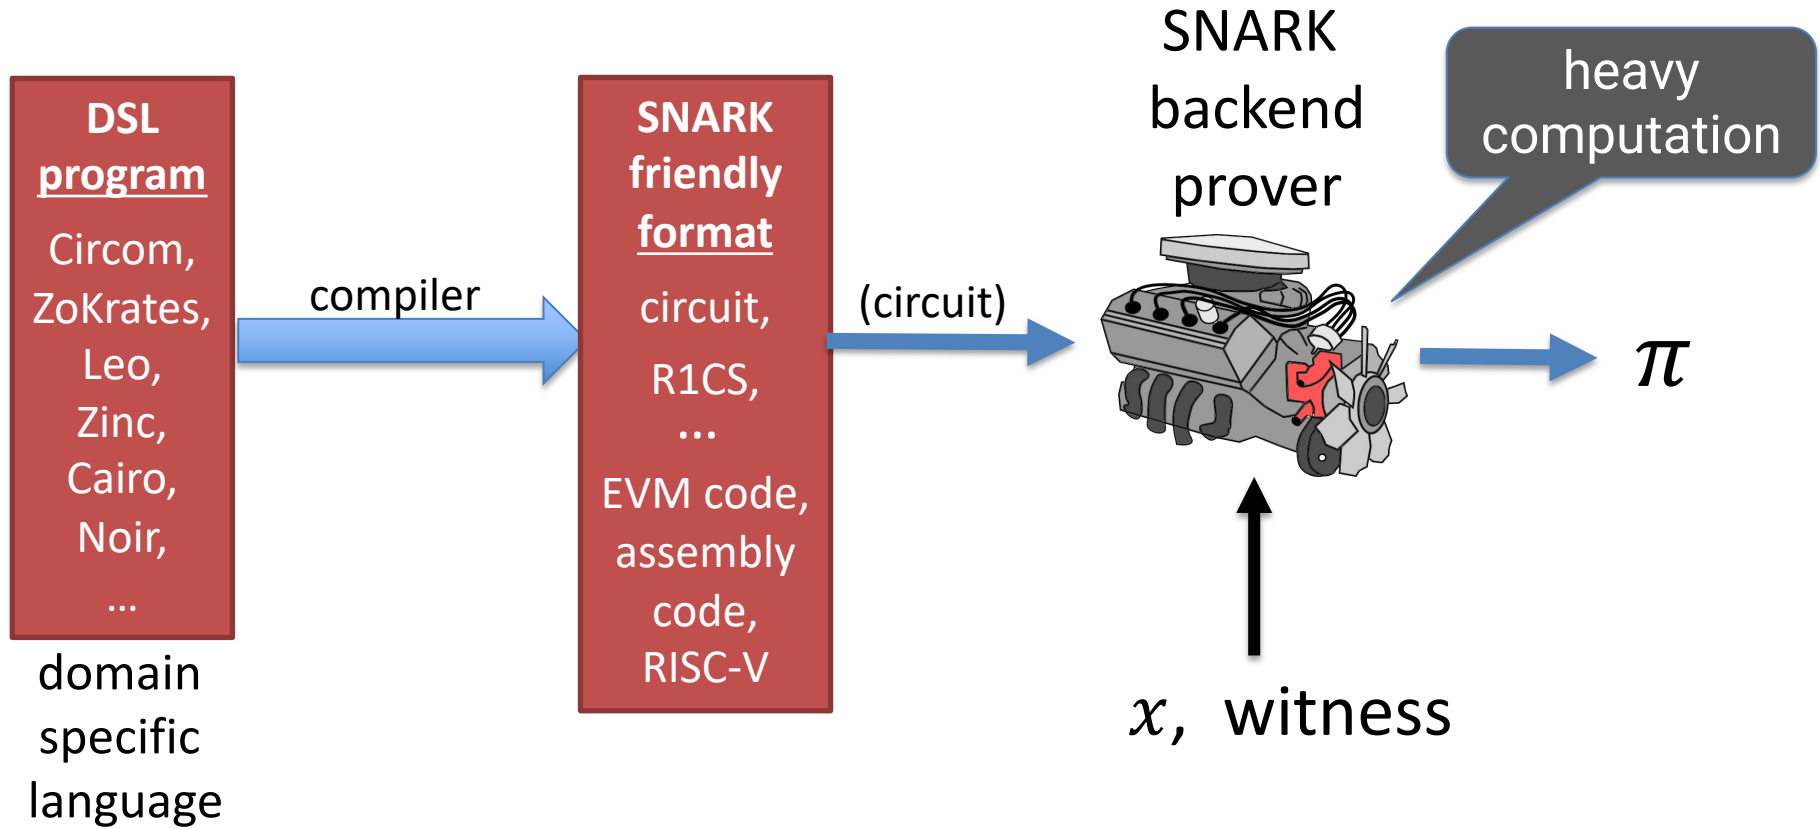 DSL
program
Circom,
ZoKrates,
Leo,
Zinc,
Cairo,
Noir,
...
domain
specific
language
compiler
SNARK
friendly
format
circuit,
R1CS,
...
EVM code,
assembly
code,
RISC-V
(circuit)
SNARK
backend
prover
heavy
computation
x, witness
π